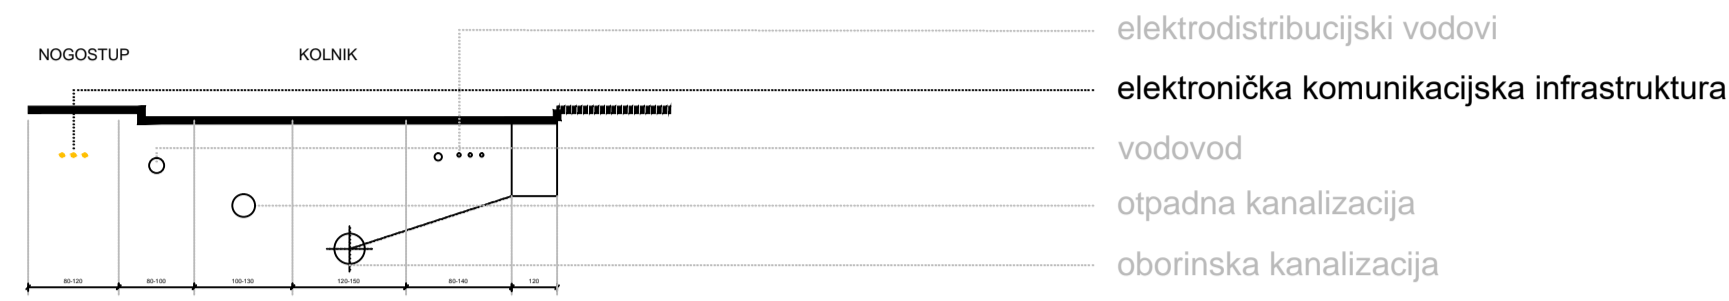 elektrodistribucijski vodovi
NOGOSTUP KOLNIK
elektronička komunikacijska infrastruktura
vodovod
otpadna kanalizacija
oborinska kanalizacija
80-120 80-100 100-130 120-150 80-140 120